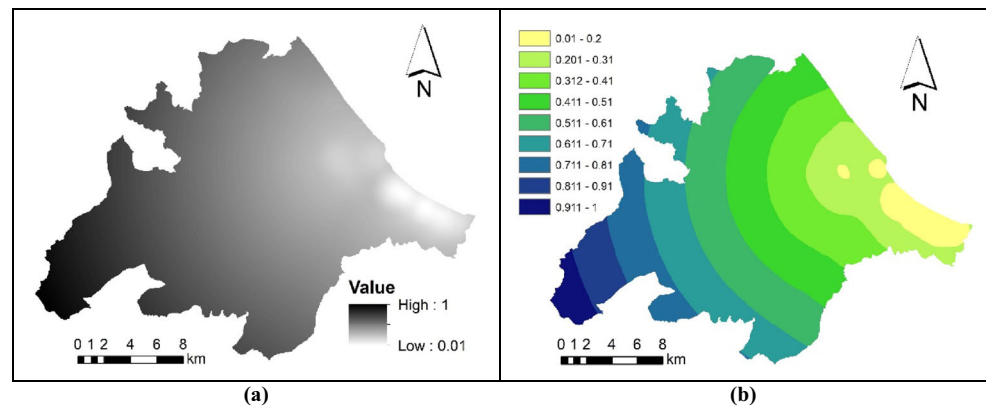 N
Value
High : 1
Low : 0.01
0 1 2 4 6 8
km
(a)
0.01 - 0.2
0.201 - 0.31
0.312 - 0.41
0.411 - 0.51
0.511 - 0.61
0.611 - 0.71
0.711 - 0.81
0.811 - 0.91
0.911 - 1
N
0 1 2 4 6 8
km
(b)